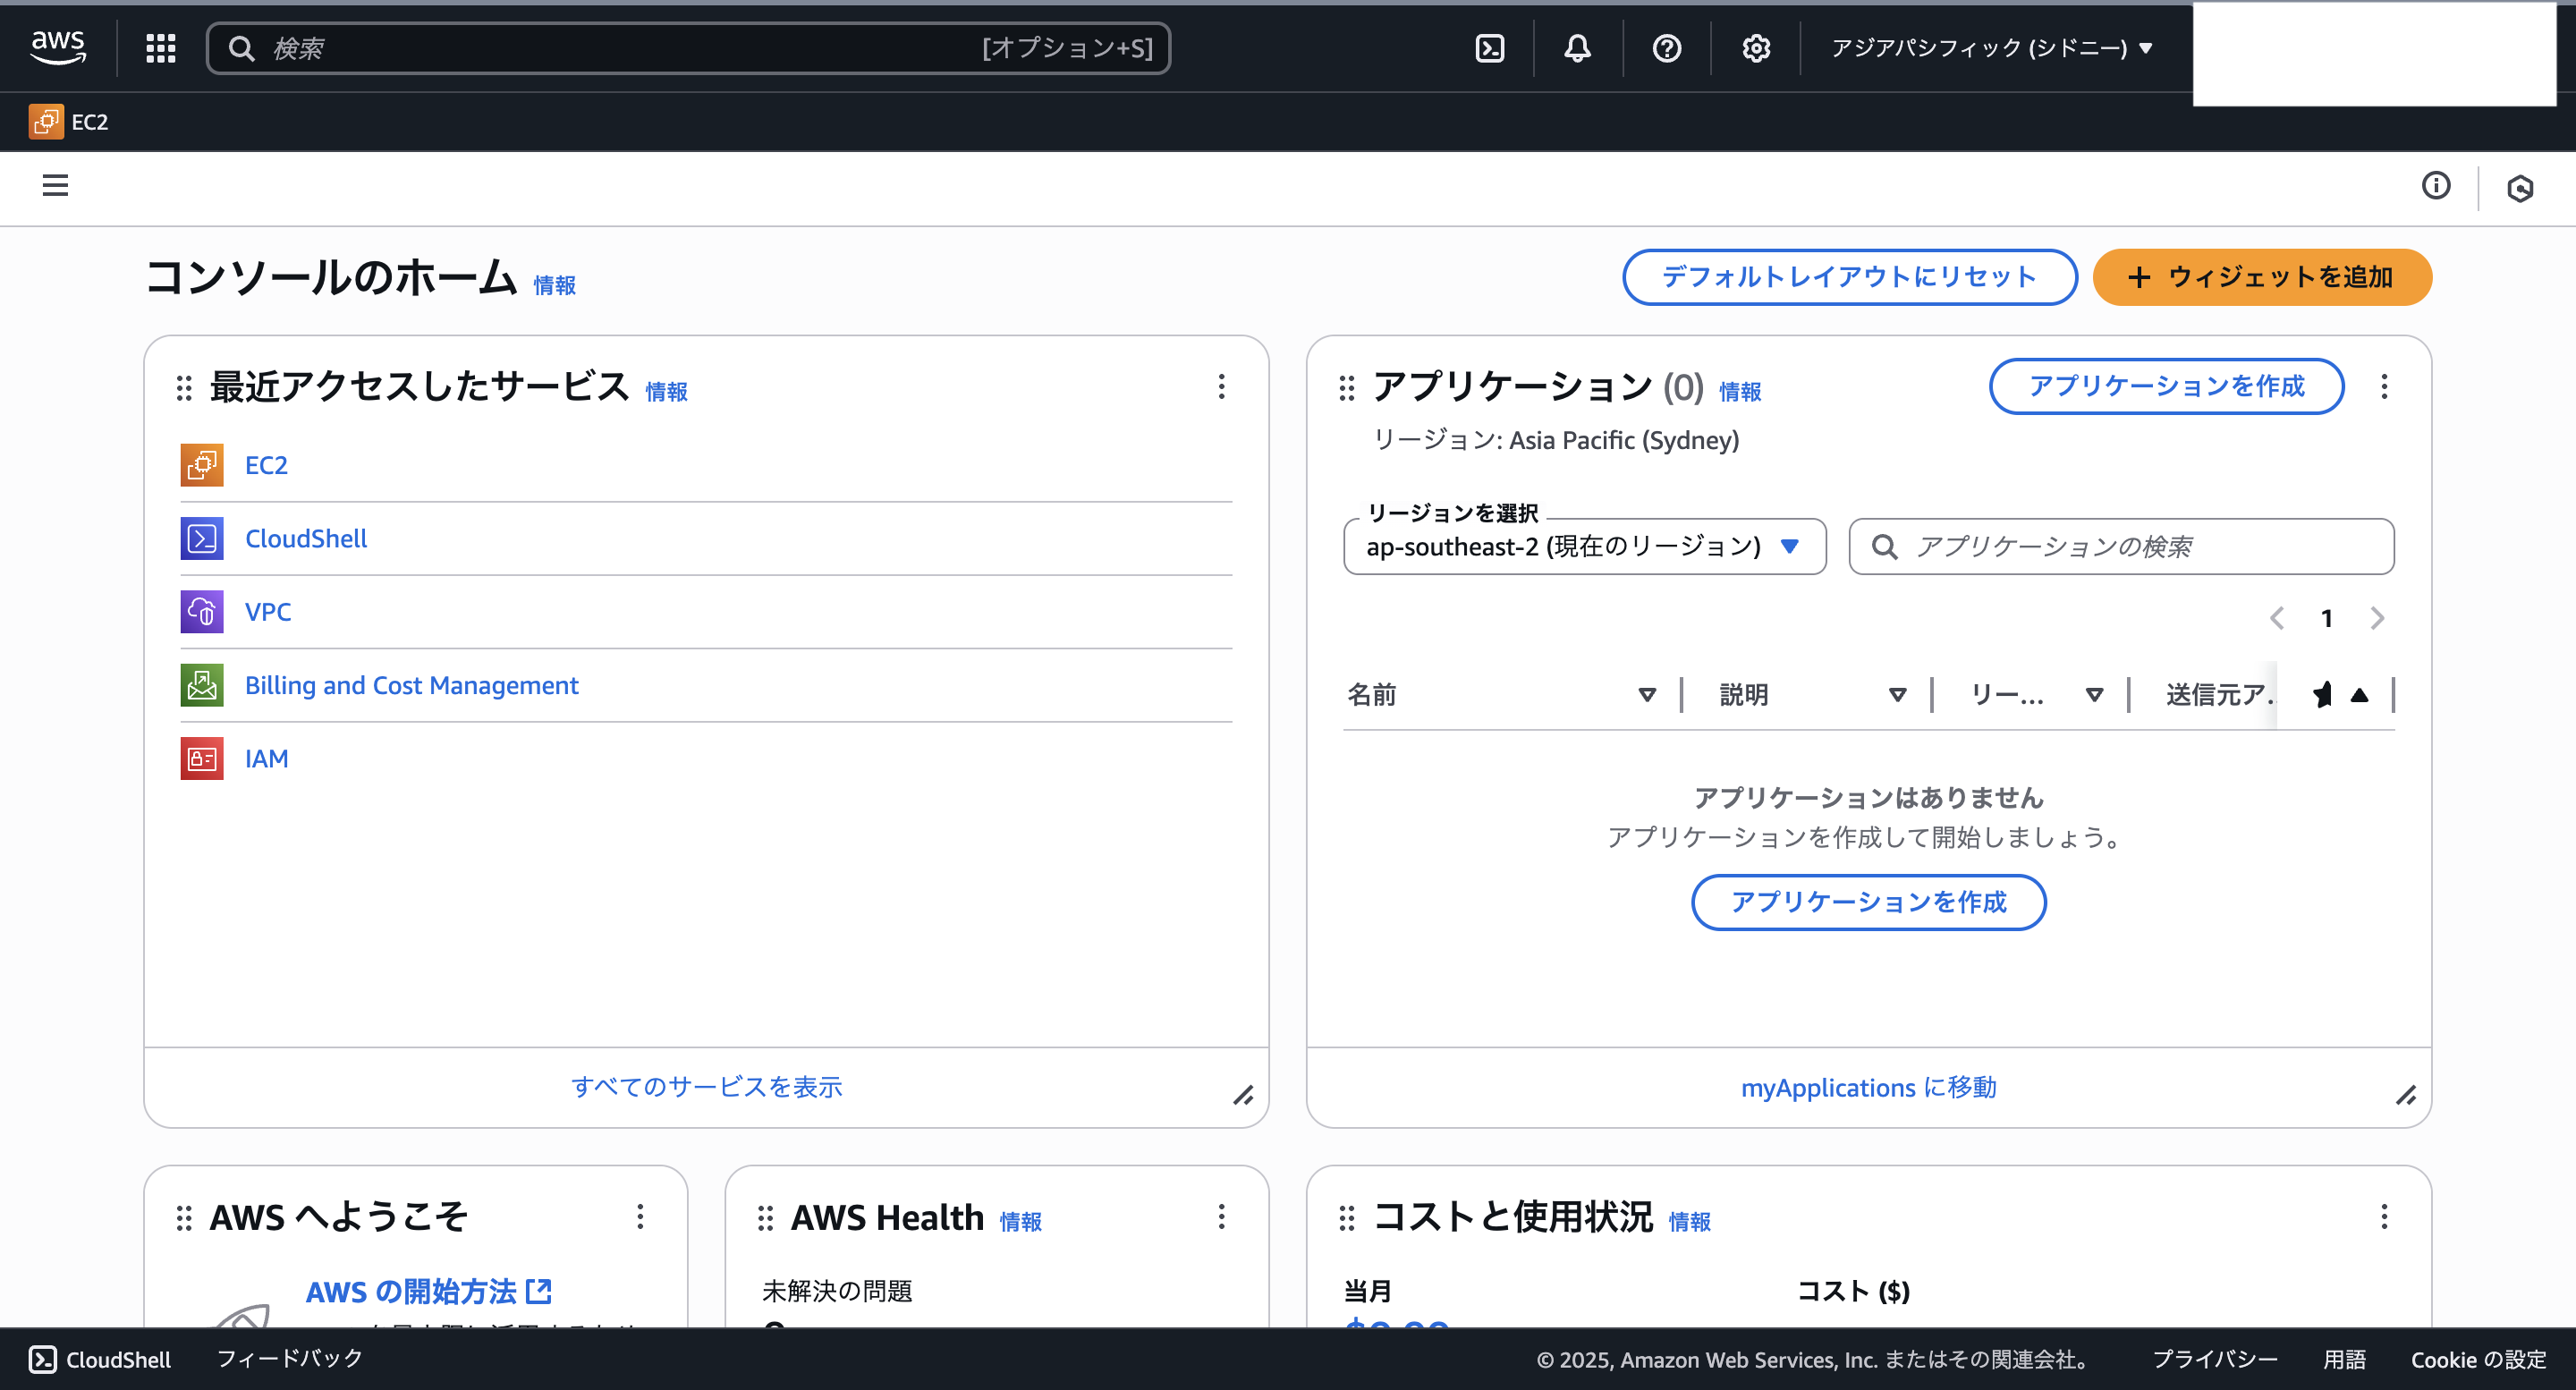 aws
検索
[オプション+S]
アジアパシフィック (シドニー)
EC2
コンソールのホーム 情報
デフォルトレイアウトにリセット
ウィジェットを追加
最近アクセスしたサービス 情報
EC2
CloudShell
VPC
Billing and Cost Management
IAM
すべてのサービスを表示
アプリケーション (0) 情報
アプリケーションを作成
リージョン: Asia Pacific (Sydney)
リージョンを選択
ap-southeast-2 (現在のリージョン)
アプリケーションの検索
1
名前
説明
リー...
送信元ア..
アプリケーションはありません
アプリケーションを作成して開始しましょう。
アプリケーションを作成
myApplications に移動
AWS へようこそ
AWS の開始方法
AWS Health 情報
未解決の問題
コストと使用状況 情報
当月
コスト ($)
CloudShell
フィードバック
© 2025, Amazon Web Services, Inc. またはその関連会社。
プライバシー
用語
Cookie の設定